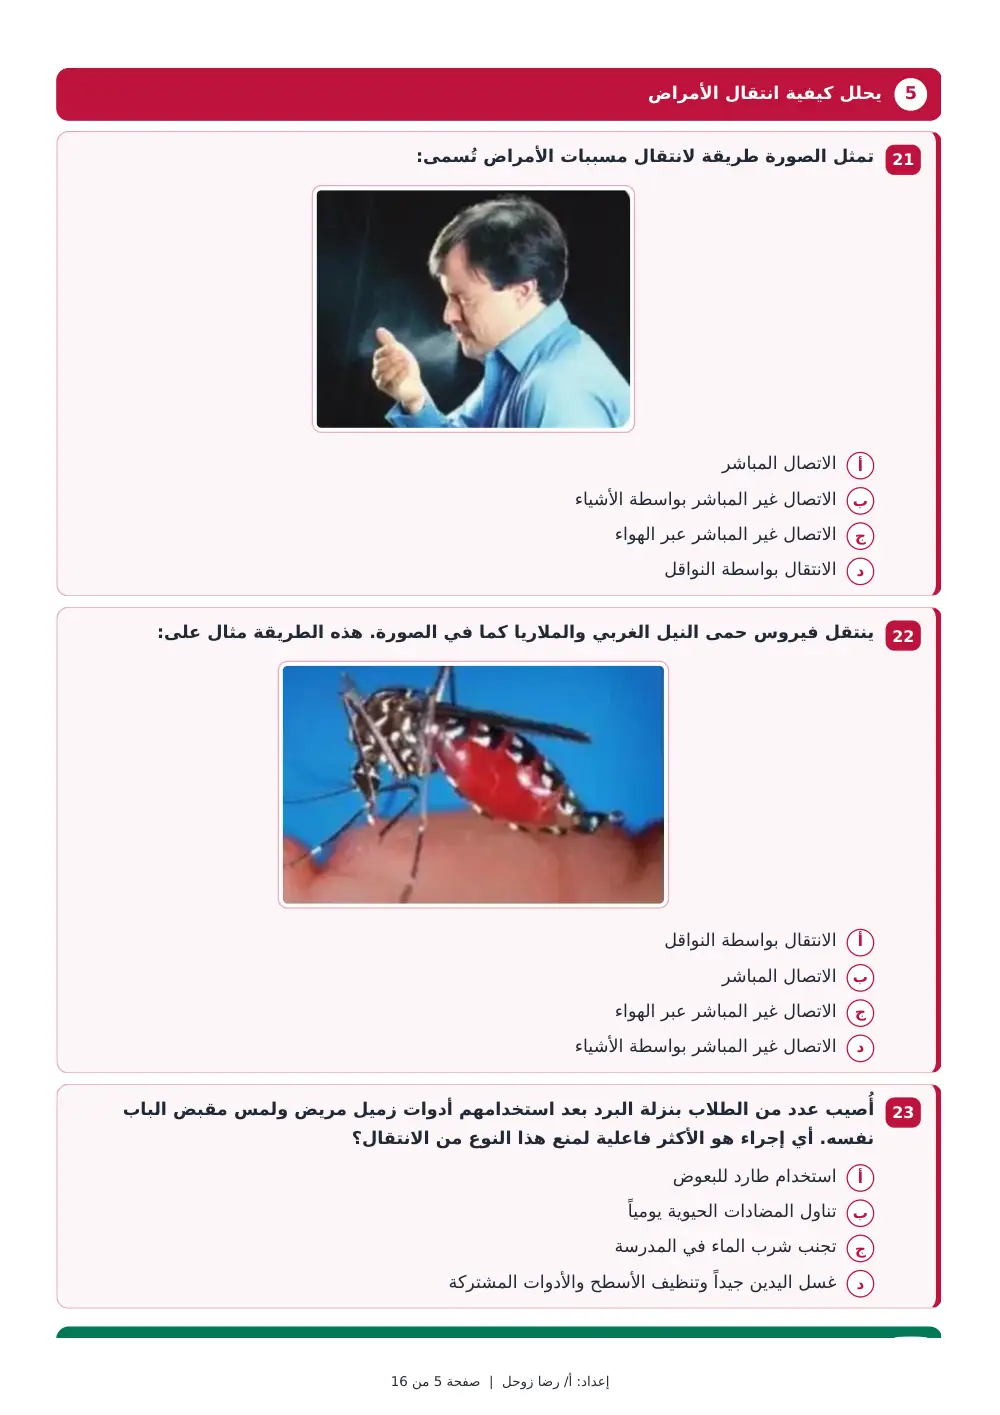 5 يحلل كيفية انتقال الأمراض
21 تمثل الصورة طريقة لانتقال مسببات الأمراض تُسمى:
أ الاتصال المباشر
ب الاتصال غير المباشر بواسطة الأشياء
ج الاتصال غير المباشر عبر الهواء
د الانتقال بواسطة النواقل
22 ينتقل فيروس حمى النيل الغربي والملاريا كما في الصورة. هذه الطريقة مثال على:
أ الانتقال بواسطة النواقل
ب الاتصال المباشر
ج الاتصال غير المباشر عبر الهواء
د الاتصال غير المباشر بواسطة الأشياء
23 أُصيب عدد من الطلاب بنزلة البرد بعد استخدامهم أدوات زميل مريض ولمس مقبض الباب
نفسه. أي إجراء هو الأكثر فاعلية لمنع هذا النوع من الانتقال؟
أ استخدام طارد للبعوض
ب تناول المضادات الحيوية يومياً
ج تجنب شرب الماء في المدرسة
د غسل اليدين جيداً وتنظيف الأسطح والأدوات المشتركة
إعداد: أ/ رضا زوحل | صفحة 5 من 16